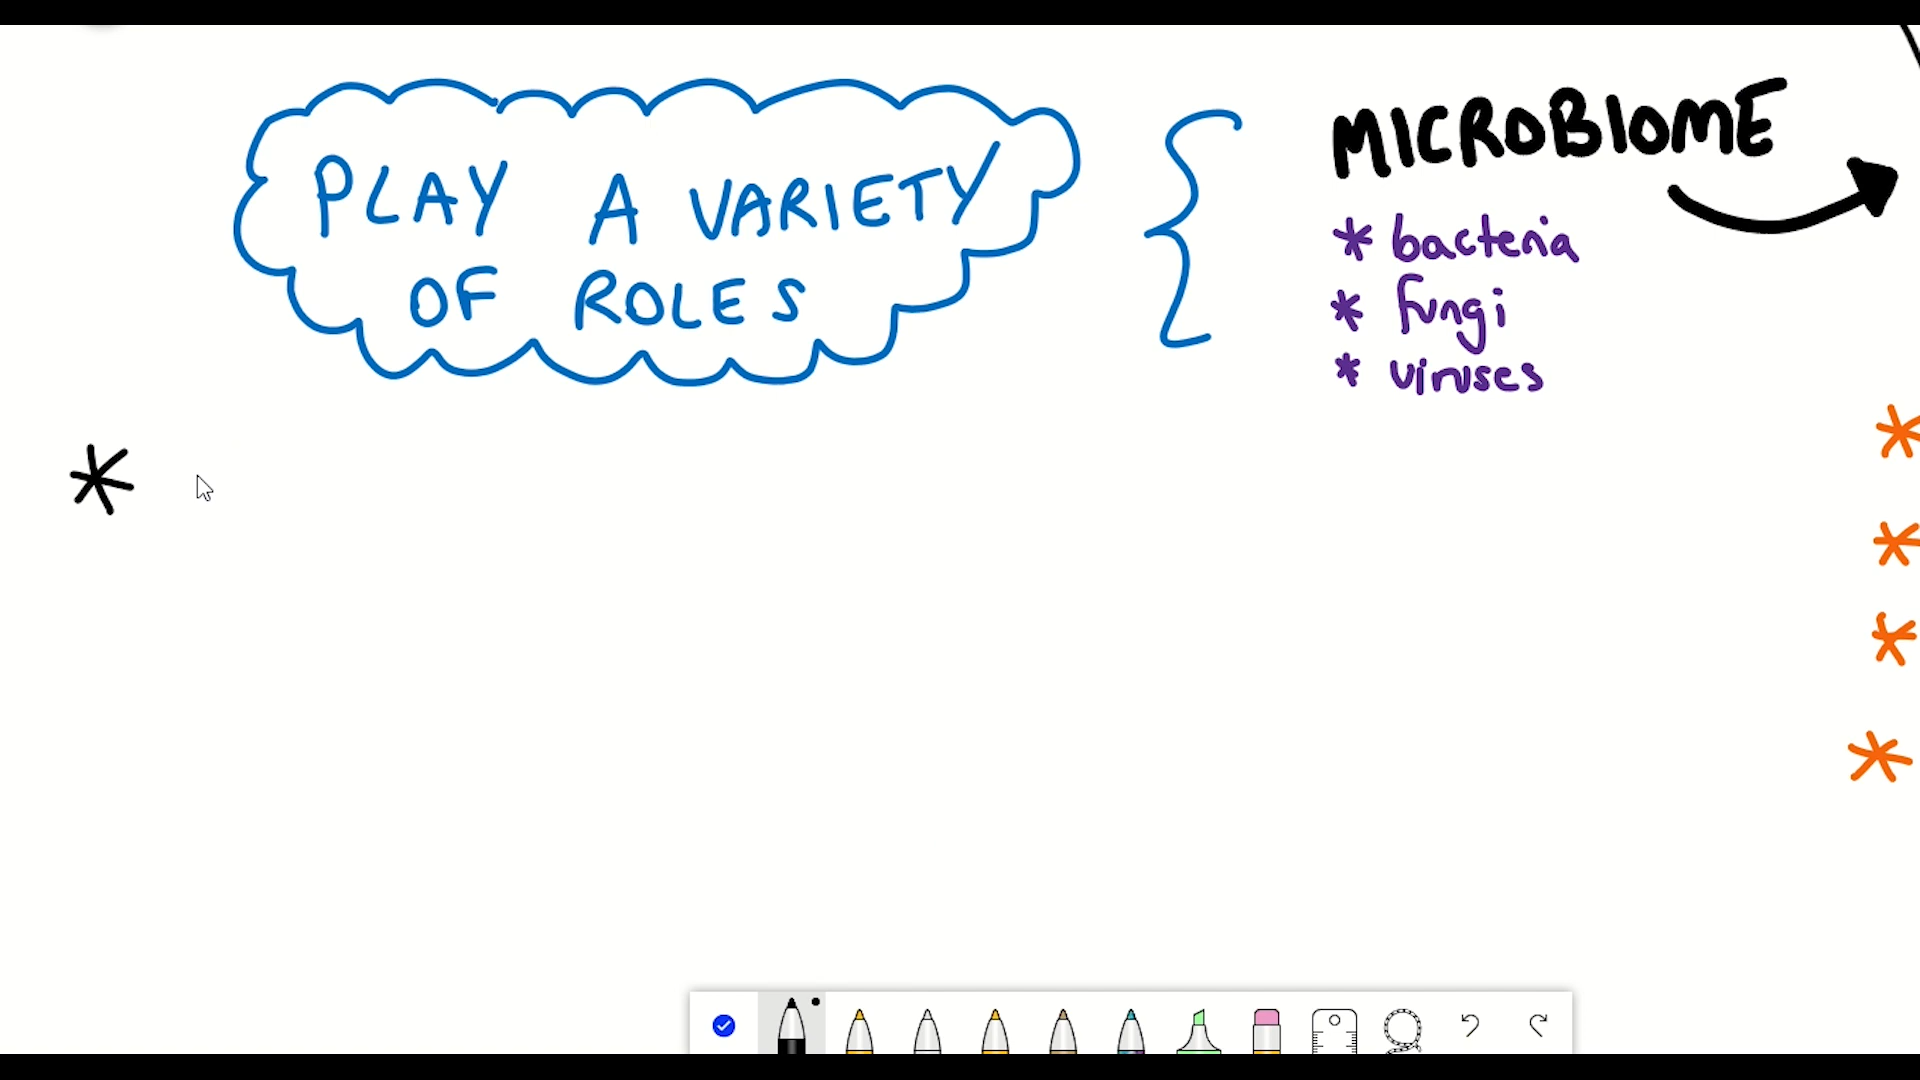 PLAY A VARIETY
OF ROLES
MICROBIOME
* bacteria
* fungi
* viruses
*
*
*
*
*